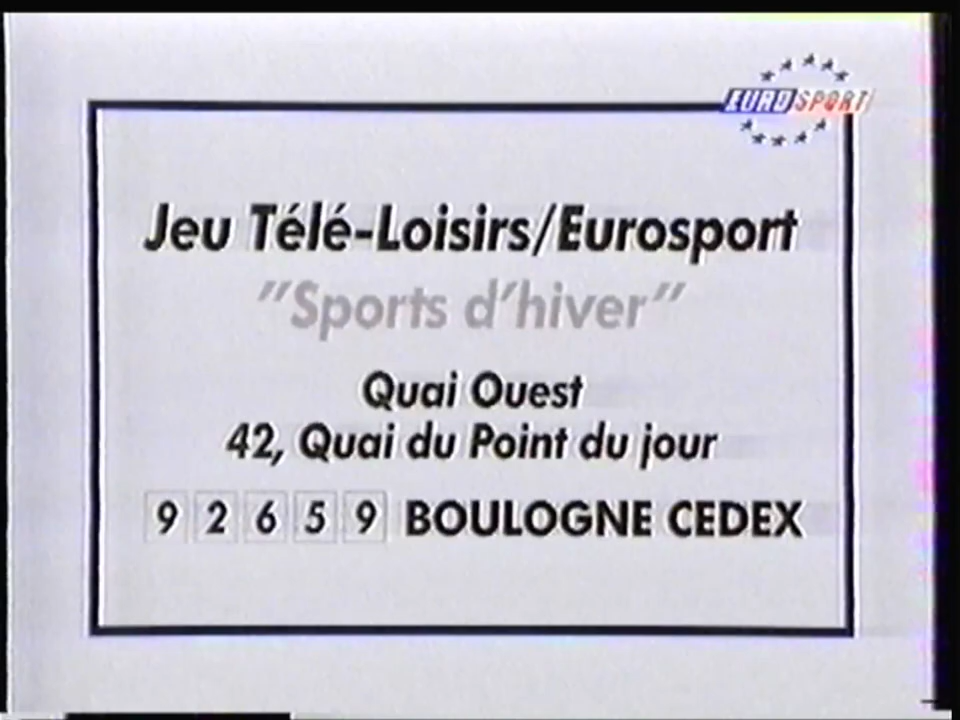 EUROSPORT
Jeu Télé-Loisirs/Eurosport
"Sports d'hiver"
Quai Ouest
42, Quai du Point du jour
92659 BOULOGNE CEDEX